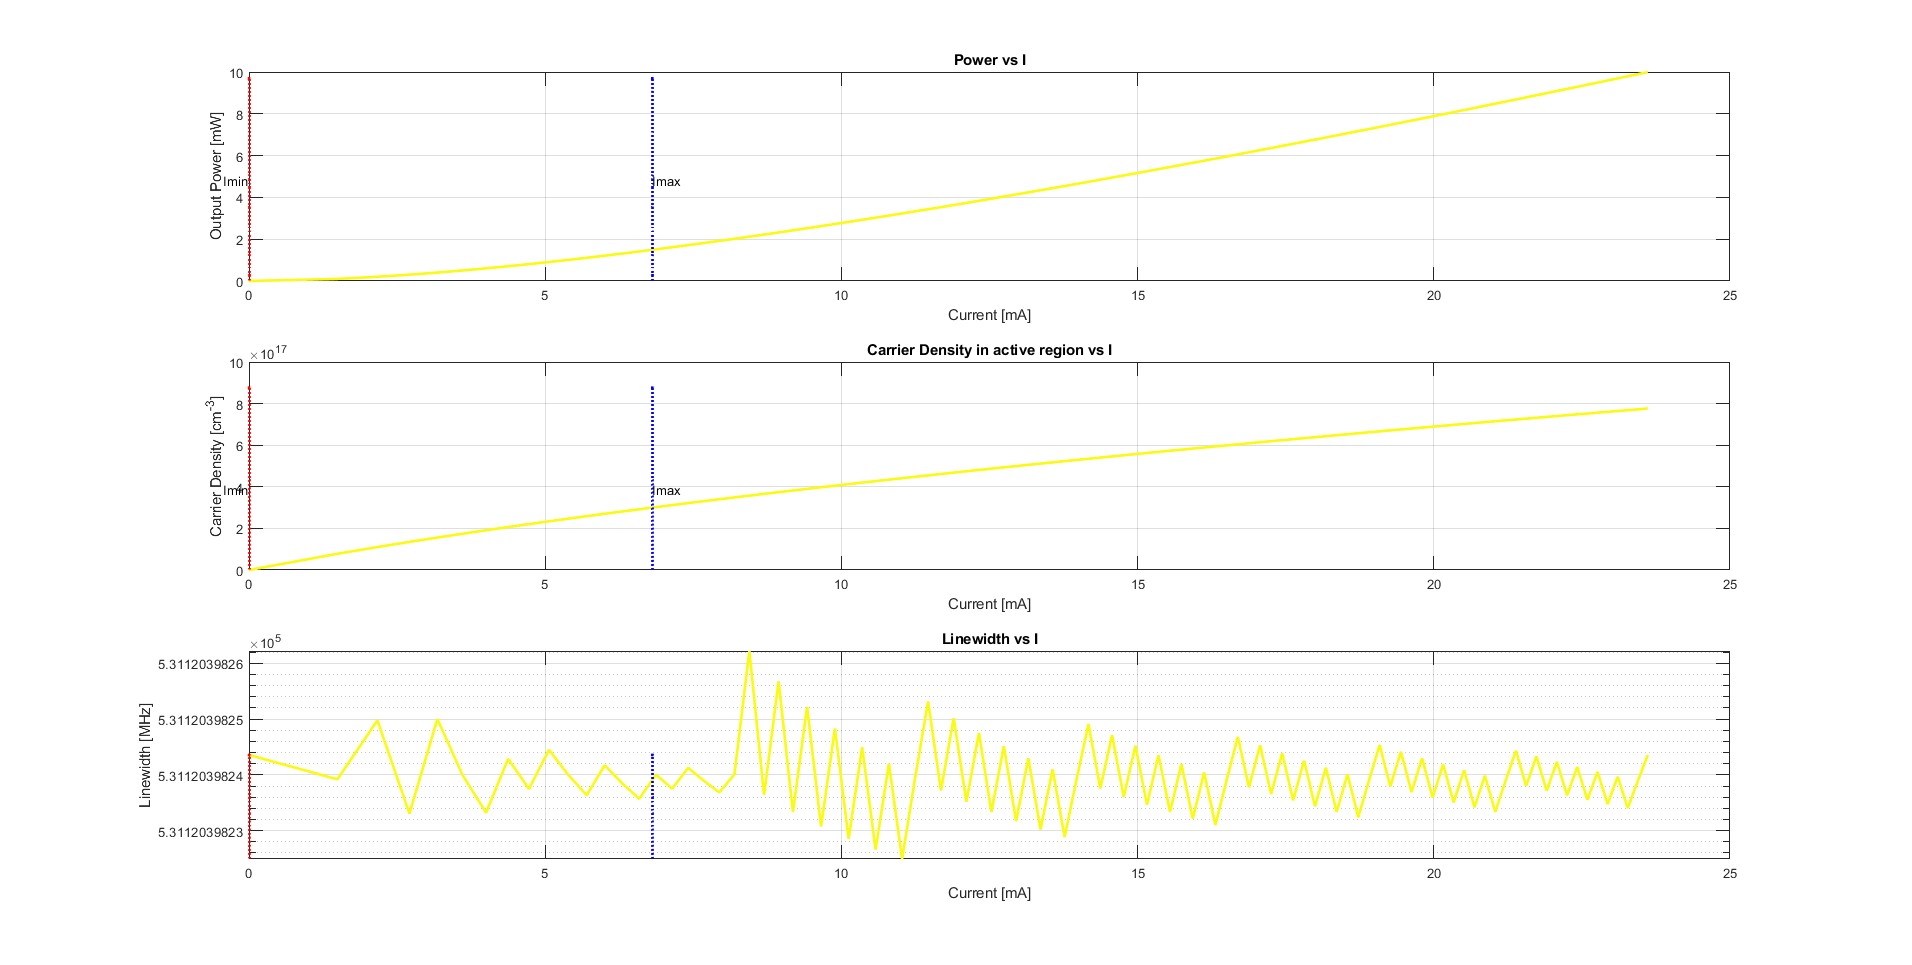 Power vs I
10
8
6
4
2
0
Output Power [mW]
Imin
Imax
0 5 10 15 20 25
Current [mA]
Carrier Density in active region vs I
×10^17
10
8
6
4
2
0
Carrier Density [cm^-3]
Imin
Imax
0 5 10 15 20 25
Current [mA]
Linewidth vs I
×10^5
5.3112039826
5.3112039825
5.3112039824
5.3112039823
Linewidth [MHz]
0 5 10 15 20 25
Current [mA]